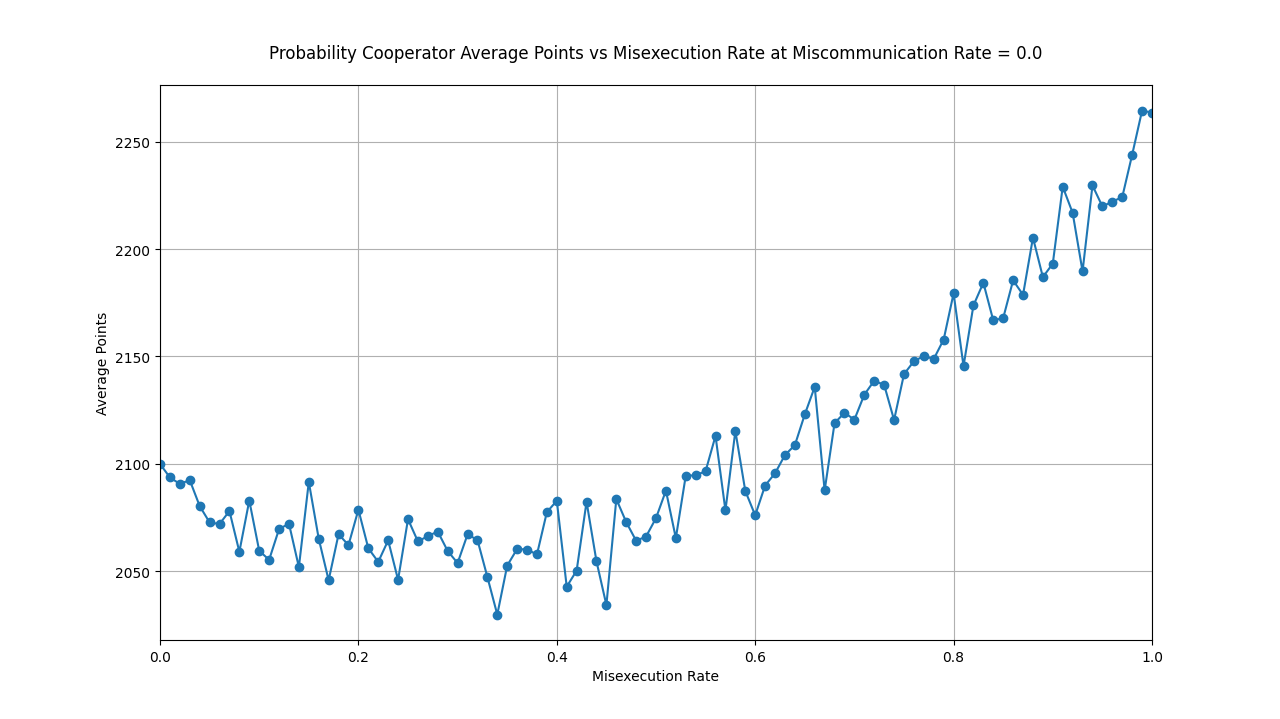 Probability Cooperator Average Points vs Misexecution Rate at Miscommunication Rate = 0.0
2250
2200
2150
2100
2050
Average Points
0.0 0.2 0.4 0.6 0.8 1.0
Misexecution Rate